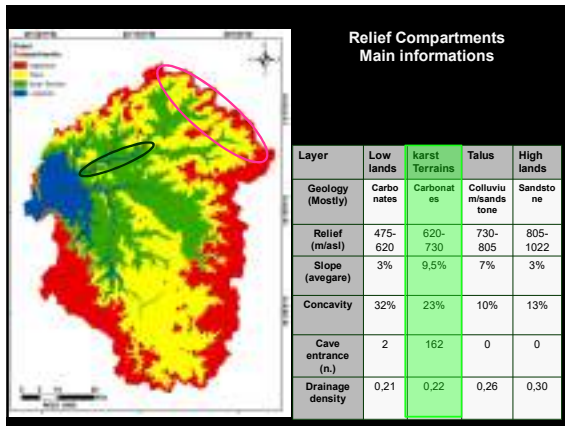 Relief Compartments
Main informations
Layer
Low
lands
karst
Terrains
Talus
High
lands
Geology
(Mostly)
Carbo
nates
Carbonat
es
Colluviu
m/sands
tone
Sandsto
ne
Relief
(m/asl)
475-
620
620-
730
730-
805
805-
1022
Slope
(avegare)
3%
9,5%
7%
3%
Concavity
32%
23%
10%
13%
Cave
entrance
(n.)
2
162
0
0
Drainage
density
0,21
0,22
0,26
0,30